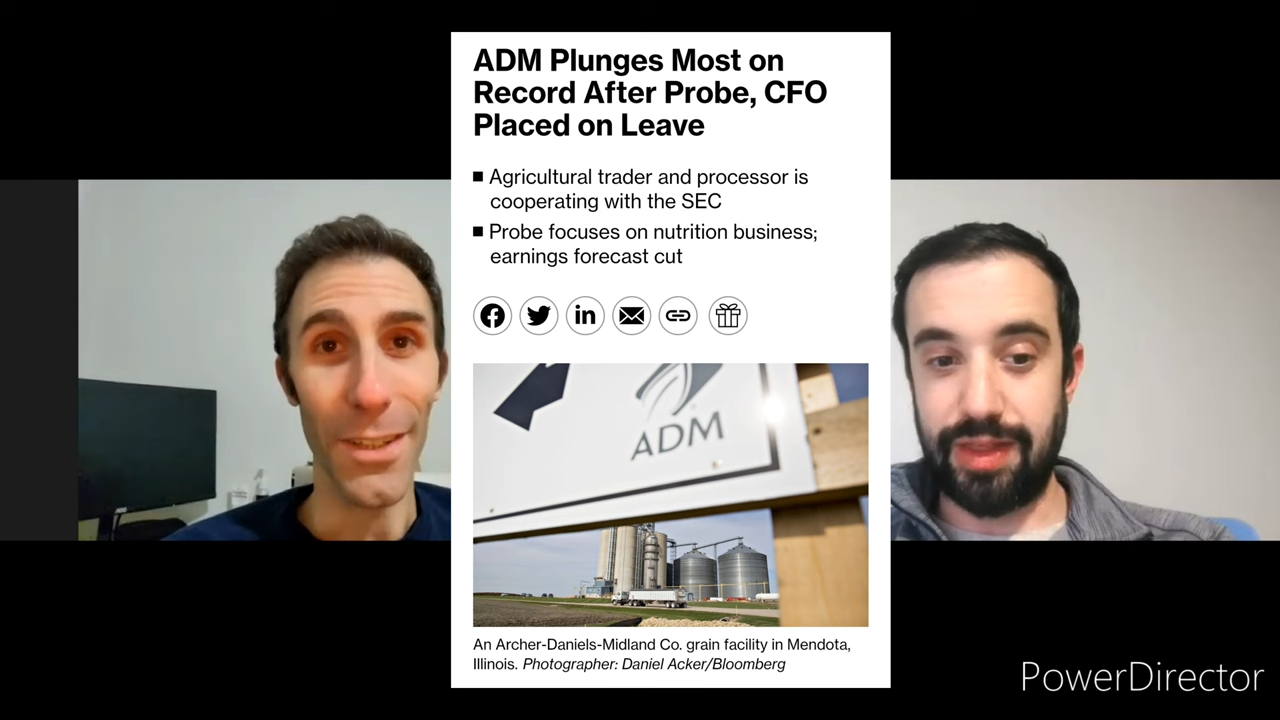 ADM Plunges Most on
Record After Probe, CFO
Placed on Leave
■ Agricultural trader and processor is
cooperating with the SEC
■ Probe focuses on nutrition business;
earnings forecast cut
in
ADM
An Archer-Daniels-Midland Co. grain facility in Mendota,
Illinois. Photographer: Daniel Acker/Bloomberg
PowerDirector